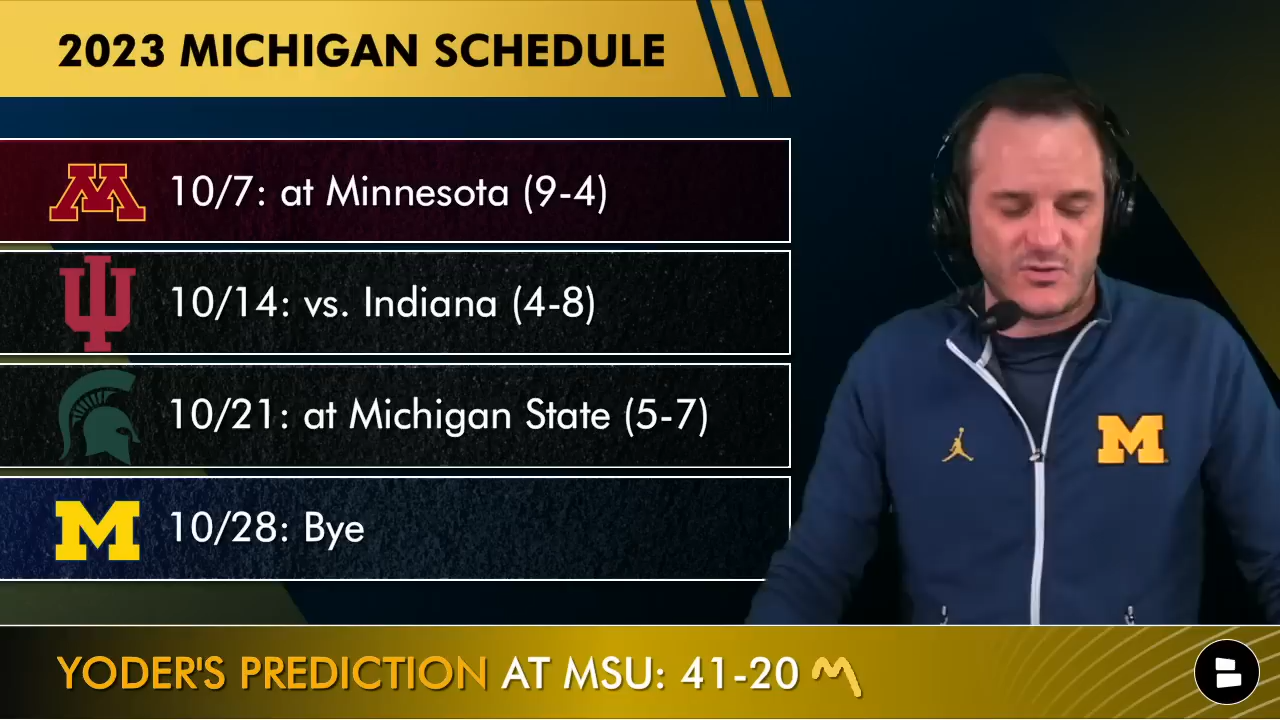 2023 MICHIGAN SCHEDULE
10/7: at Minnesota (9-4)
10/14: vs. Indiana (4-8)
10/21: at Michigan State (5-7)
M
10/28: Bye
M
YODER'S PREDICTION AT MSU: 41-20